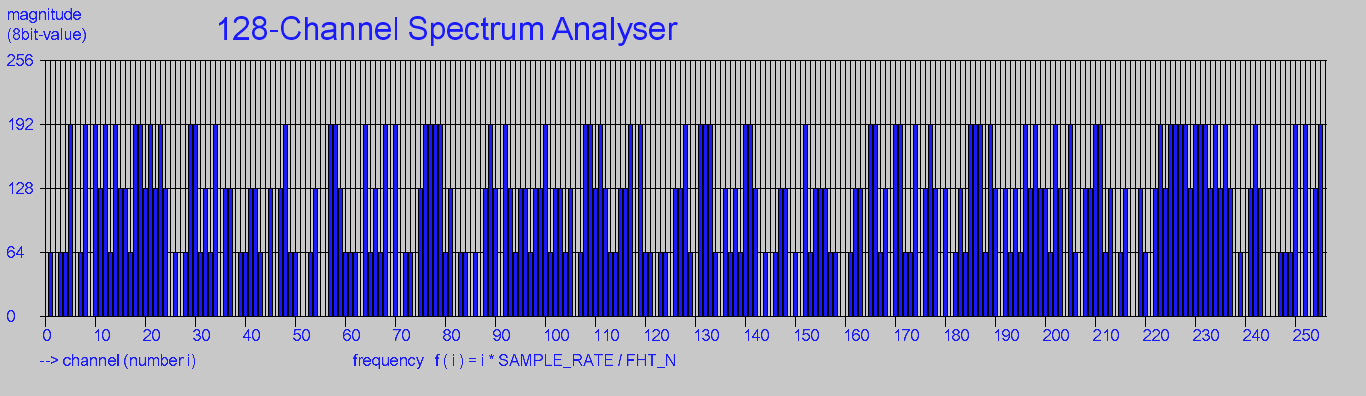 magnitude
(8bit-value)
128-Channel Spectrum Analyser
256
192
128
64
0
0 10 20 30 40 50 60 70 80 90 100 110 120 130 140 150 160 170 180 190 200 210 220 230 240 250
--> channel (number i) frequency f ( i ) = i * SAMPLE_RATE / FHT_N